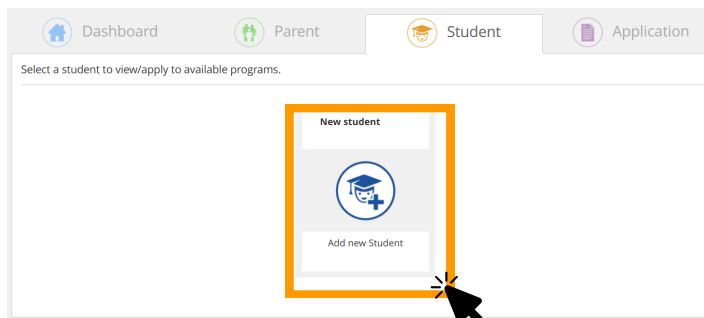 Dashboard Parent Student Application
Select a student to view/apply to available programs.
New student
Add new Student